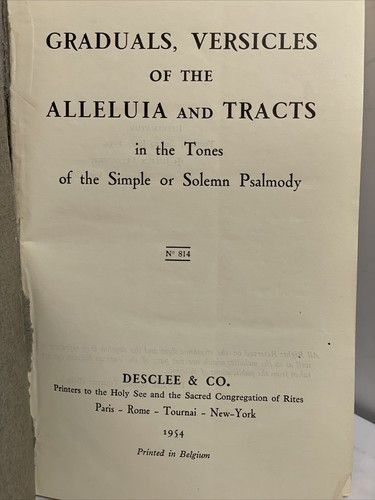 GRADUALS, VERSICLES
OF THE
ALLELUIA AND TRACTS
in the Tones
of the Simple or Solemn Psalmody
N° 814
DESCLEE & CO.
Printers to the Holy See and the Sacred Congregation of Rites
Paris - Rome - Tournai - New-York
1954
Printed in Belgium